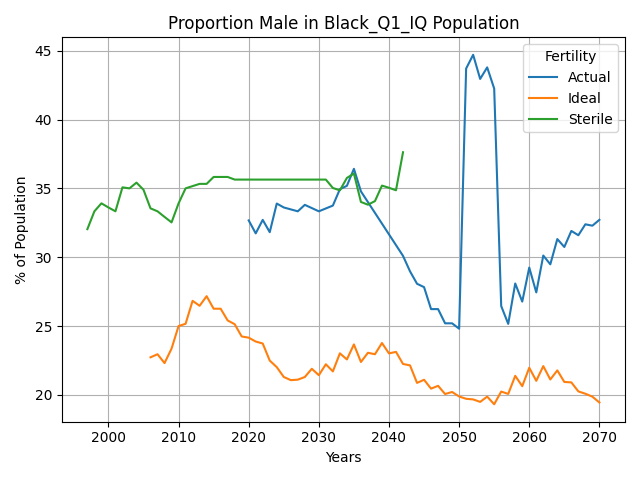 Proportion Male in Black_Q1_IQ Population
Fertility
Actual
Ideal
Sterile
% of Population
45
40
35
30
25
20
2000 2010 2020 2030 2040 2050 2060 2070
Years